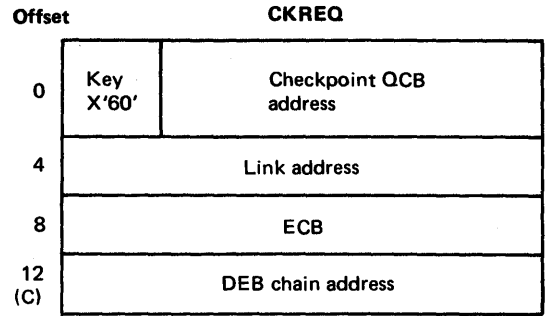 Offset CKREQ
0 Key X'60' Checkpoint QCB address
4 Link address
8 ECB
12 (C) DEB chain address